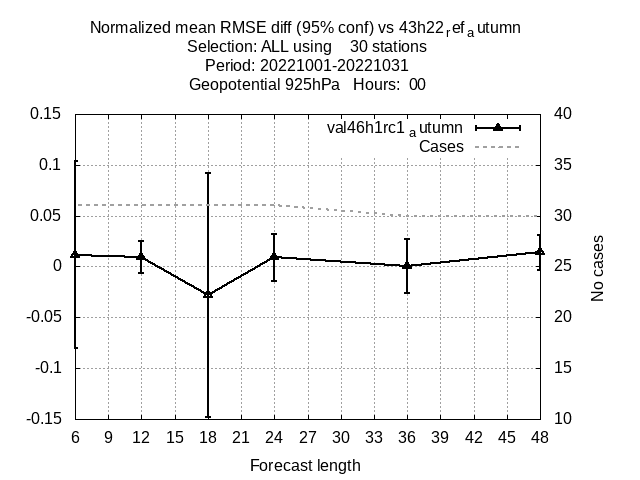 Normalized mean RMSE diff (95% conf) vs 43h22refautumn
Selection: ALL using 30 stations
Period: 20221001-20221031
Geopotential 925hPa Hours: 00
val46h1rc1autumn
Cases
0.15
0.1
0.05
0
-0.05
-0.1
-0.15
40
35
30
25
20
15
10
No cases
6 9 12 15 18 21 24 27 30 33 36 39 42 45 48
Forecast length